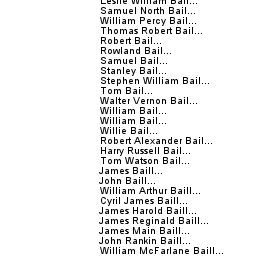 Leslie William Bail...
Samuel North Bail...
William Percy Bail...
Thomas Robert Bail...
Robert Bail...
Rowland Bail...
Samuel Bail...
Stanley Bail...
Stephen William Bail...
Tom Bail...
Walter Vernon Bail...
William Bail...
William Bail...
Willie Bail...
Robert Alexander Bail...
Harry Russell Bail...
Tom Watson Bail...
James Baill...
John Baill...
William Arthur Baill...
Cyril James Baill...
James Harold Baill...
James Reginald Baill...
James Main Baill...
John Rankin Baill...
William McFarlane Baill...